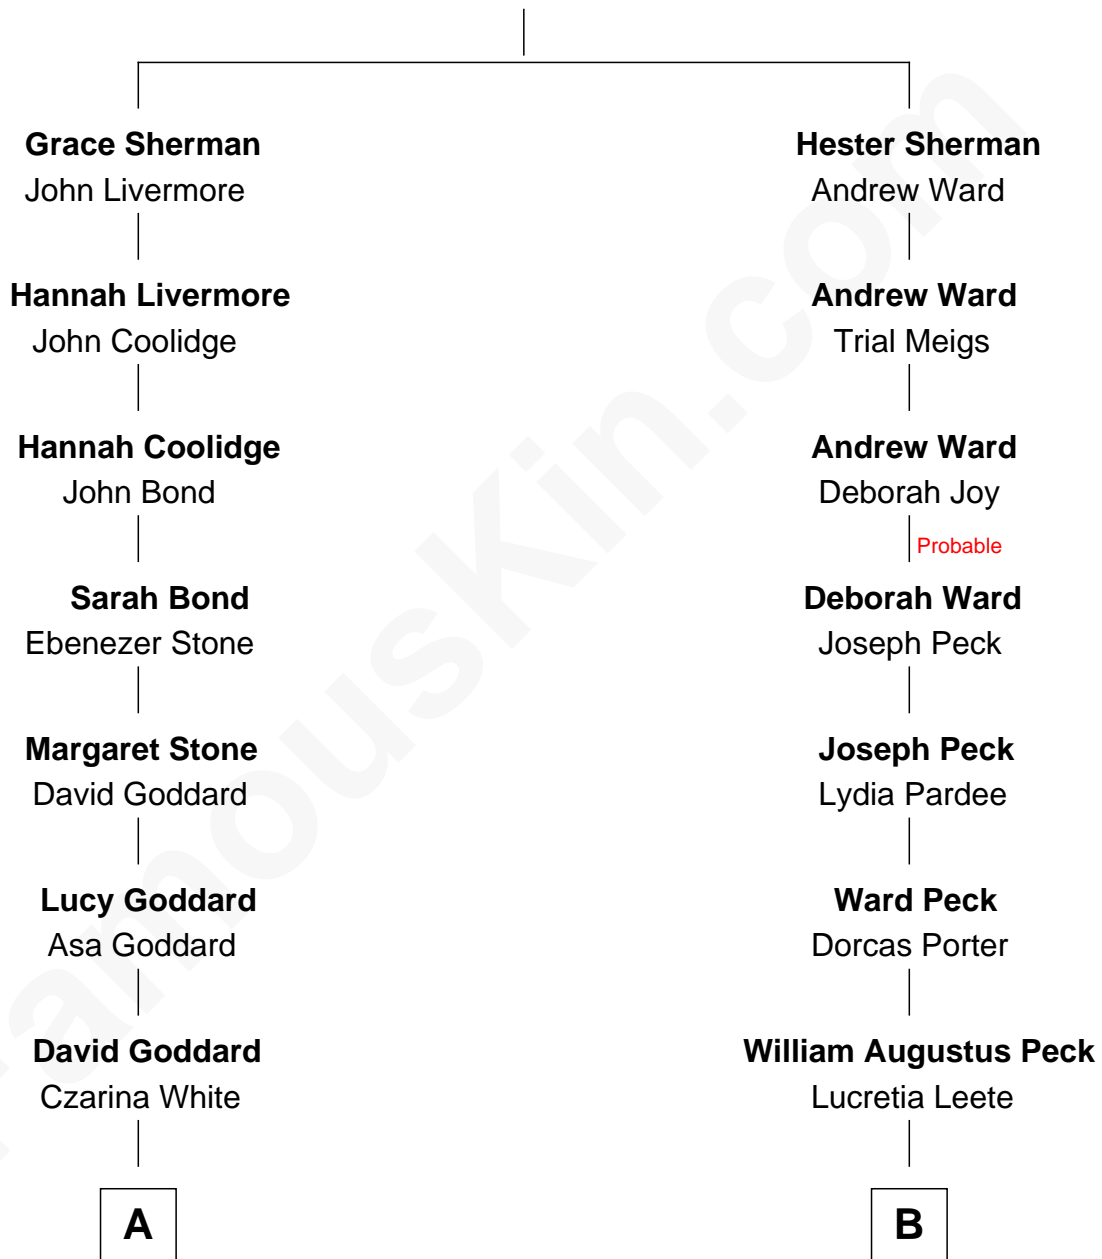 Grace Sherman
John Livermore
Hannah Livermore
John Coolidge
Hannah Coolidge
John Bond
Sarah Bond
Ebenezer Stone
Margaret Stone
David Goddard
Lucy Goddard
Asa Goddard
David Goddard
Czarina White
A
Hester Sherman
Andrew Ward
Andrew Ward
Trial Meigs
Andrew Ward
Deborah Joy
Probable
Deborah Ward
Joseph Peck
Joseph Peck
Lydia Pardee
Ward Peck
Dorcas Porter
William Augustus Peck
Lucretia Leete
B
FamousKin.com